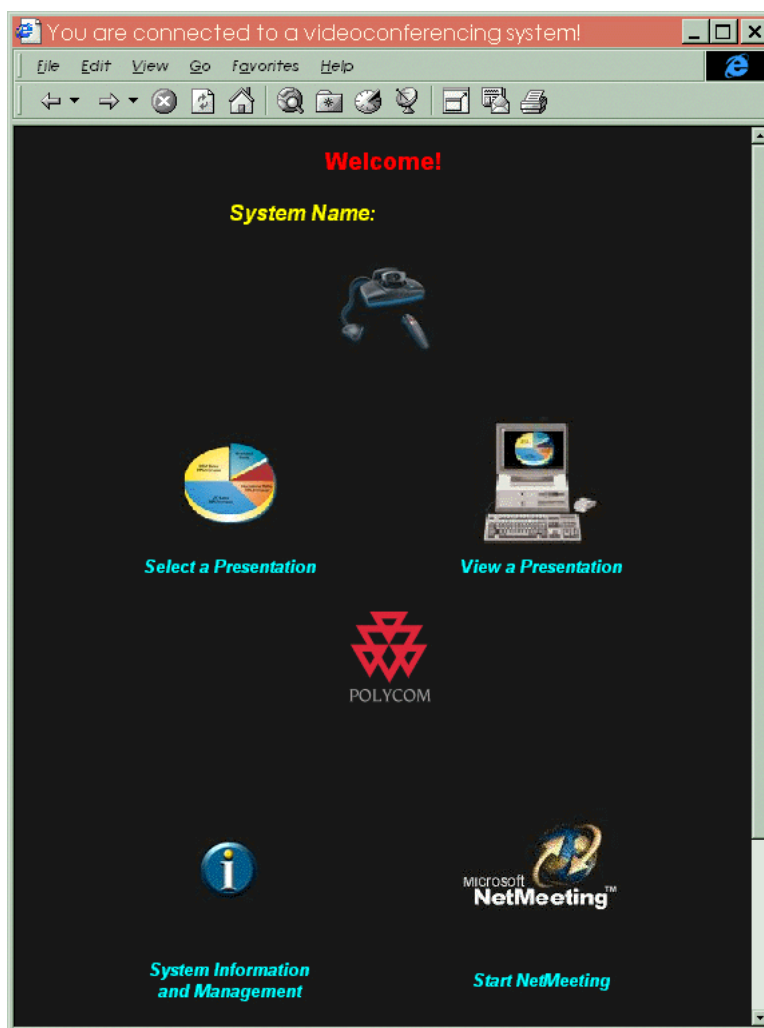 You are connected to a videoconferencing system!
File Edit View Go Favorites Help
Welcome!
System Name:
Select a Presentation
View a Presentation
POLYCOM
Microsoft
NetMeeting™
System Information
and Management
Start NetMeeting